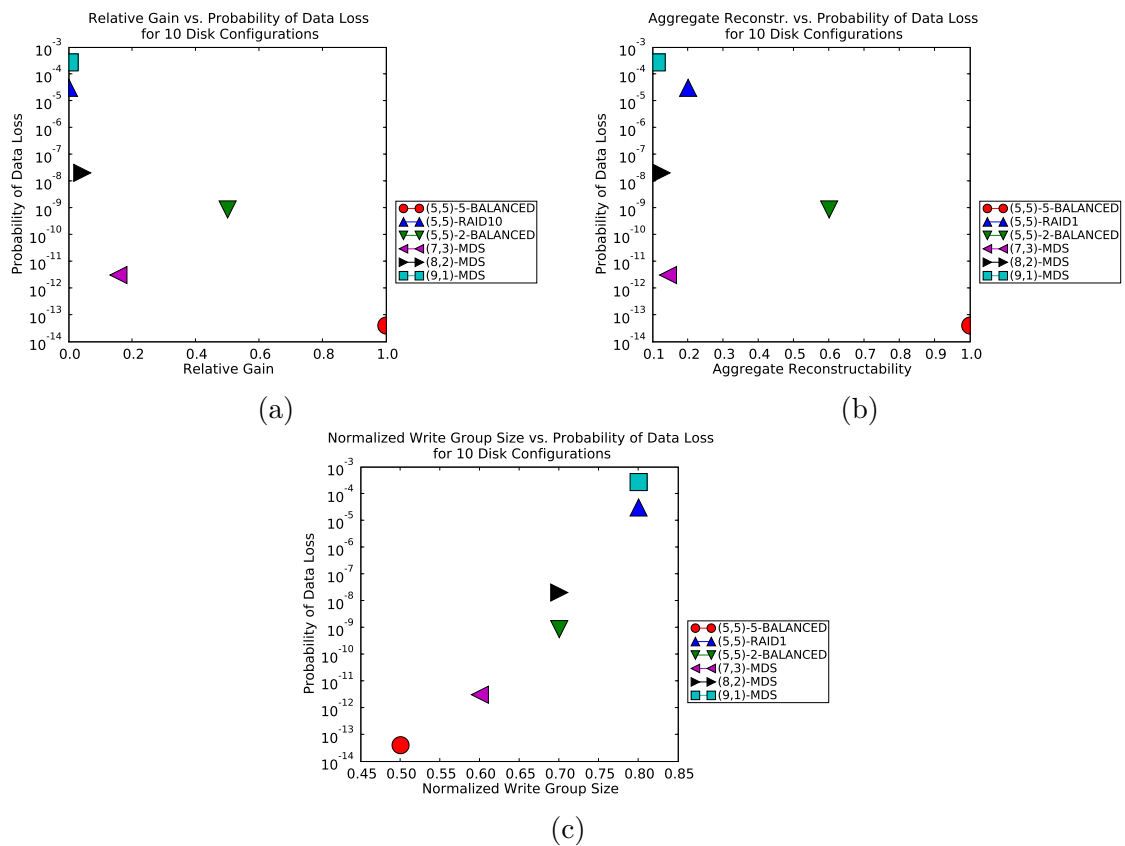 Relative Gain vs. Probability of Data Loss
for 10 Disk Configurations
10^-3
10^-4
10^-5
10^-6
10^-7
10^-8
10^-9
10^-10
10^-11
10^-12
10^-13
10^-14
Probability of Data Loss
0.0 0.2 0.4 0.6 0.8 1.0
Relative Gain
(5,5)-5-BALANCED
(5,5)-RAID10
(5,5)-2-BALANCED
(7,3)-MDS
(8,2)-MDS
(9,1)-MDS
(a)
Aggregate Reconstr. vs. Probability of Data Loss
for 10 Disk Configurations
10^-3
10^-4
10^-5
10^-6
10^-7
10^-8
10^-9
10^-10
10^-11
10^-12
10^-13
10^-14
Probability of Data Loss
0.1 0.2 0.3 0.4 0.5 0.6 0.7 0.8 0.9 1.0
Aggregate Reconstructability
(5,5)-5-BALANCED
(5,5)-RAID1
(5,5)-2-BALANCED
(7,3)-MDS
(8,2)-MDS
(9,1)-MDS
(b)
Normalized Write Group Size vs. Probability of Data Loss
for 10 Disk Configurations
10^-3
10^-4
10^-5
10^-6
10^-7
10^-8
10^-9
10^-10
10^-11
10^-12
10^-13
10^-14
Probability of Data Loss
0.45 0.50 0.55 0.60 0.65 0.70 0.75 0.80 0.85
Normalized Write Group Size
(5,5)-5-BALANCED
(5,5)-RAID1
(5,5)-2-BALANCED
(7,3)-MDS
(8,2)-MDS
(9,1)-MDS
(c)